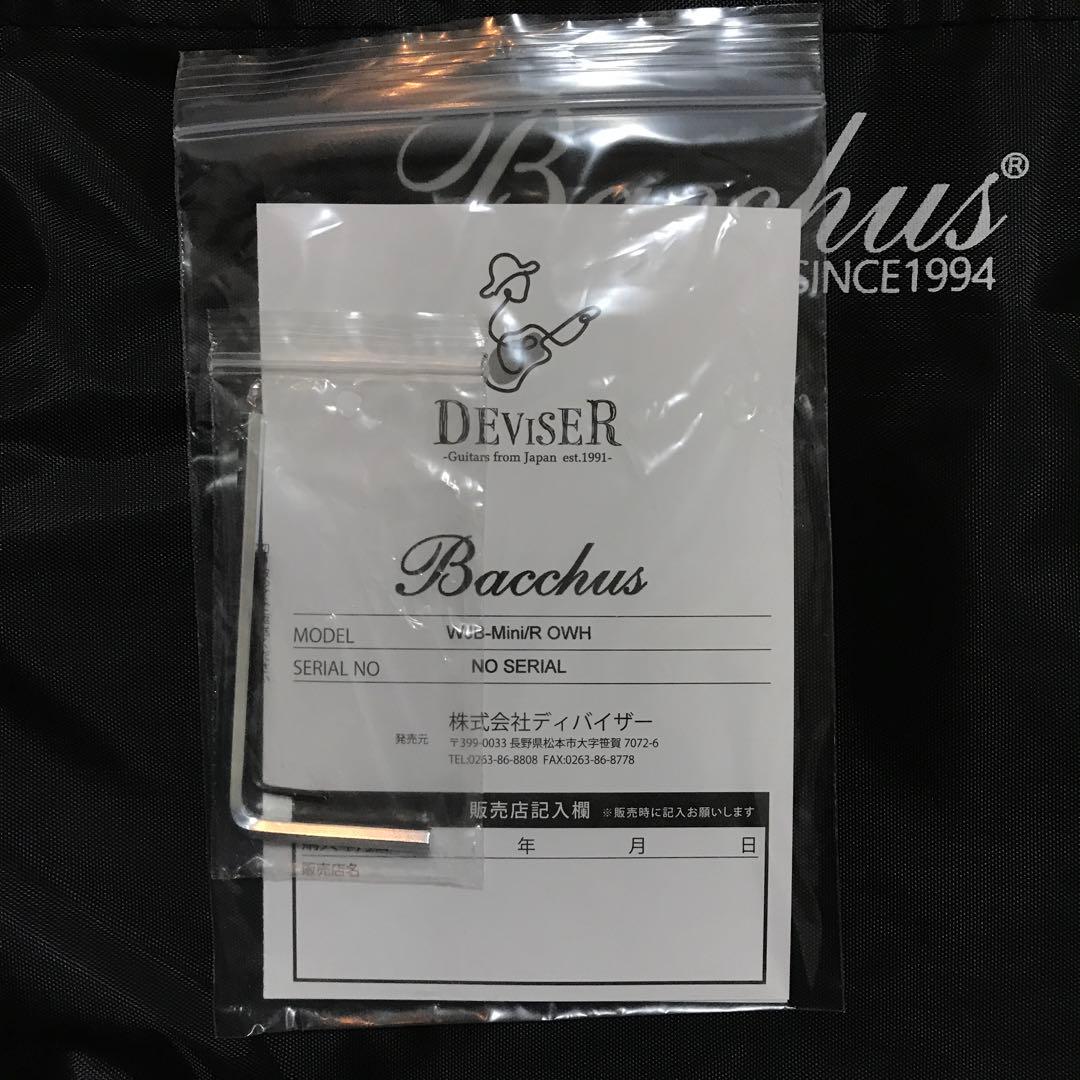 Bacchus®
SINCE1994
DEVISER
-Guitars from Japan est.1991-
Bacchus
MODEL WJB-Mini/R OWH
SERIAL NO NO SERIAL
株式会社ディバイザー
発売元 〒399-0033 長野県松本市大字笹賀 7072-6
TEL:0263-86-8808 FAX:0263-86-8778
販売店記入欄 ※販売時に記入お願いします
年 月 日
販売店名